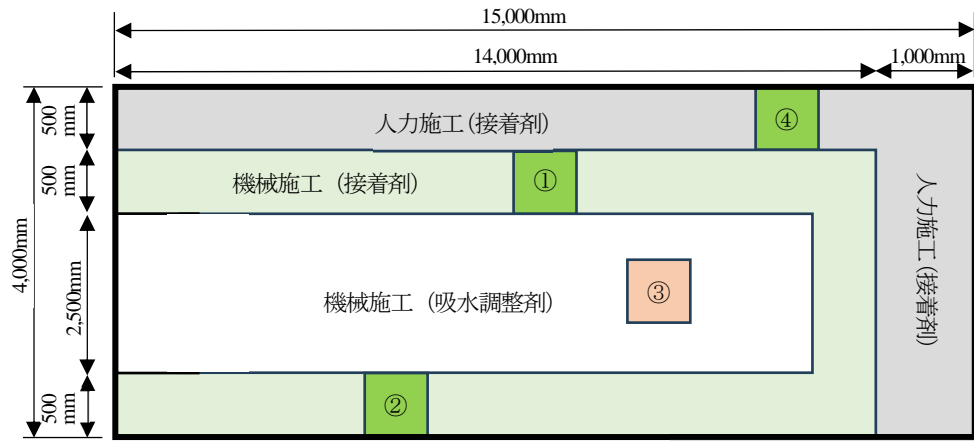 15,000mm
14,000mm
1,000mm
500
mm
人力施工(接着剤)
④
500
mm
機械施工（接着剤）
①
人力施工(接着剤)
4,000mm
2,500mm
機械施工（吸水調整剤）
③
500
mm
②